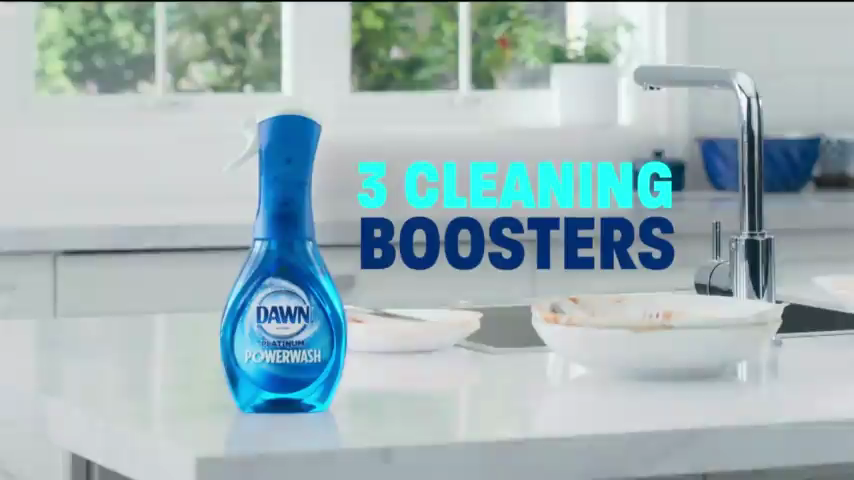 3 CLEANING
BOOSTERS
DAWN
PLATINUM
POWERWASH